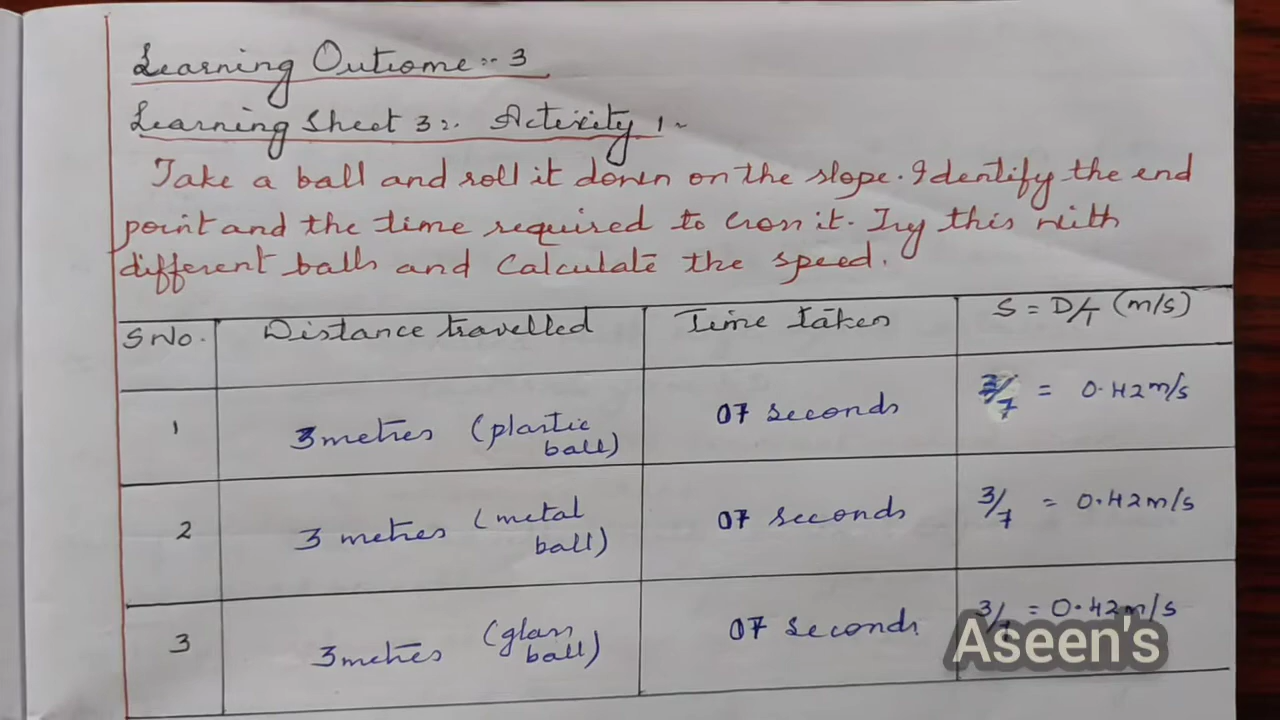 Learning Outcome :- 3
Learning Sheet 3 :- Activity 1 -
Take a ball and roll it down on the slope. Identify the end
point and the time required to cross it. Try this with
different balls and calculate the speed.
S No. Distance travelled Time taken S = D/T (m/s)
1 3 metres (plastic ball) 07 seconds 3/7 = 0.42 m/s
2 3 metres (metal ball) 07 seconds 3/7 = 0.42 m/s
3 3 metres (glass ball) 07 seconds 3/7 = 0.42 m/s
Aseen's